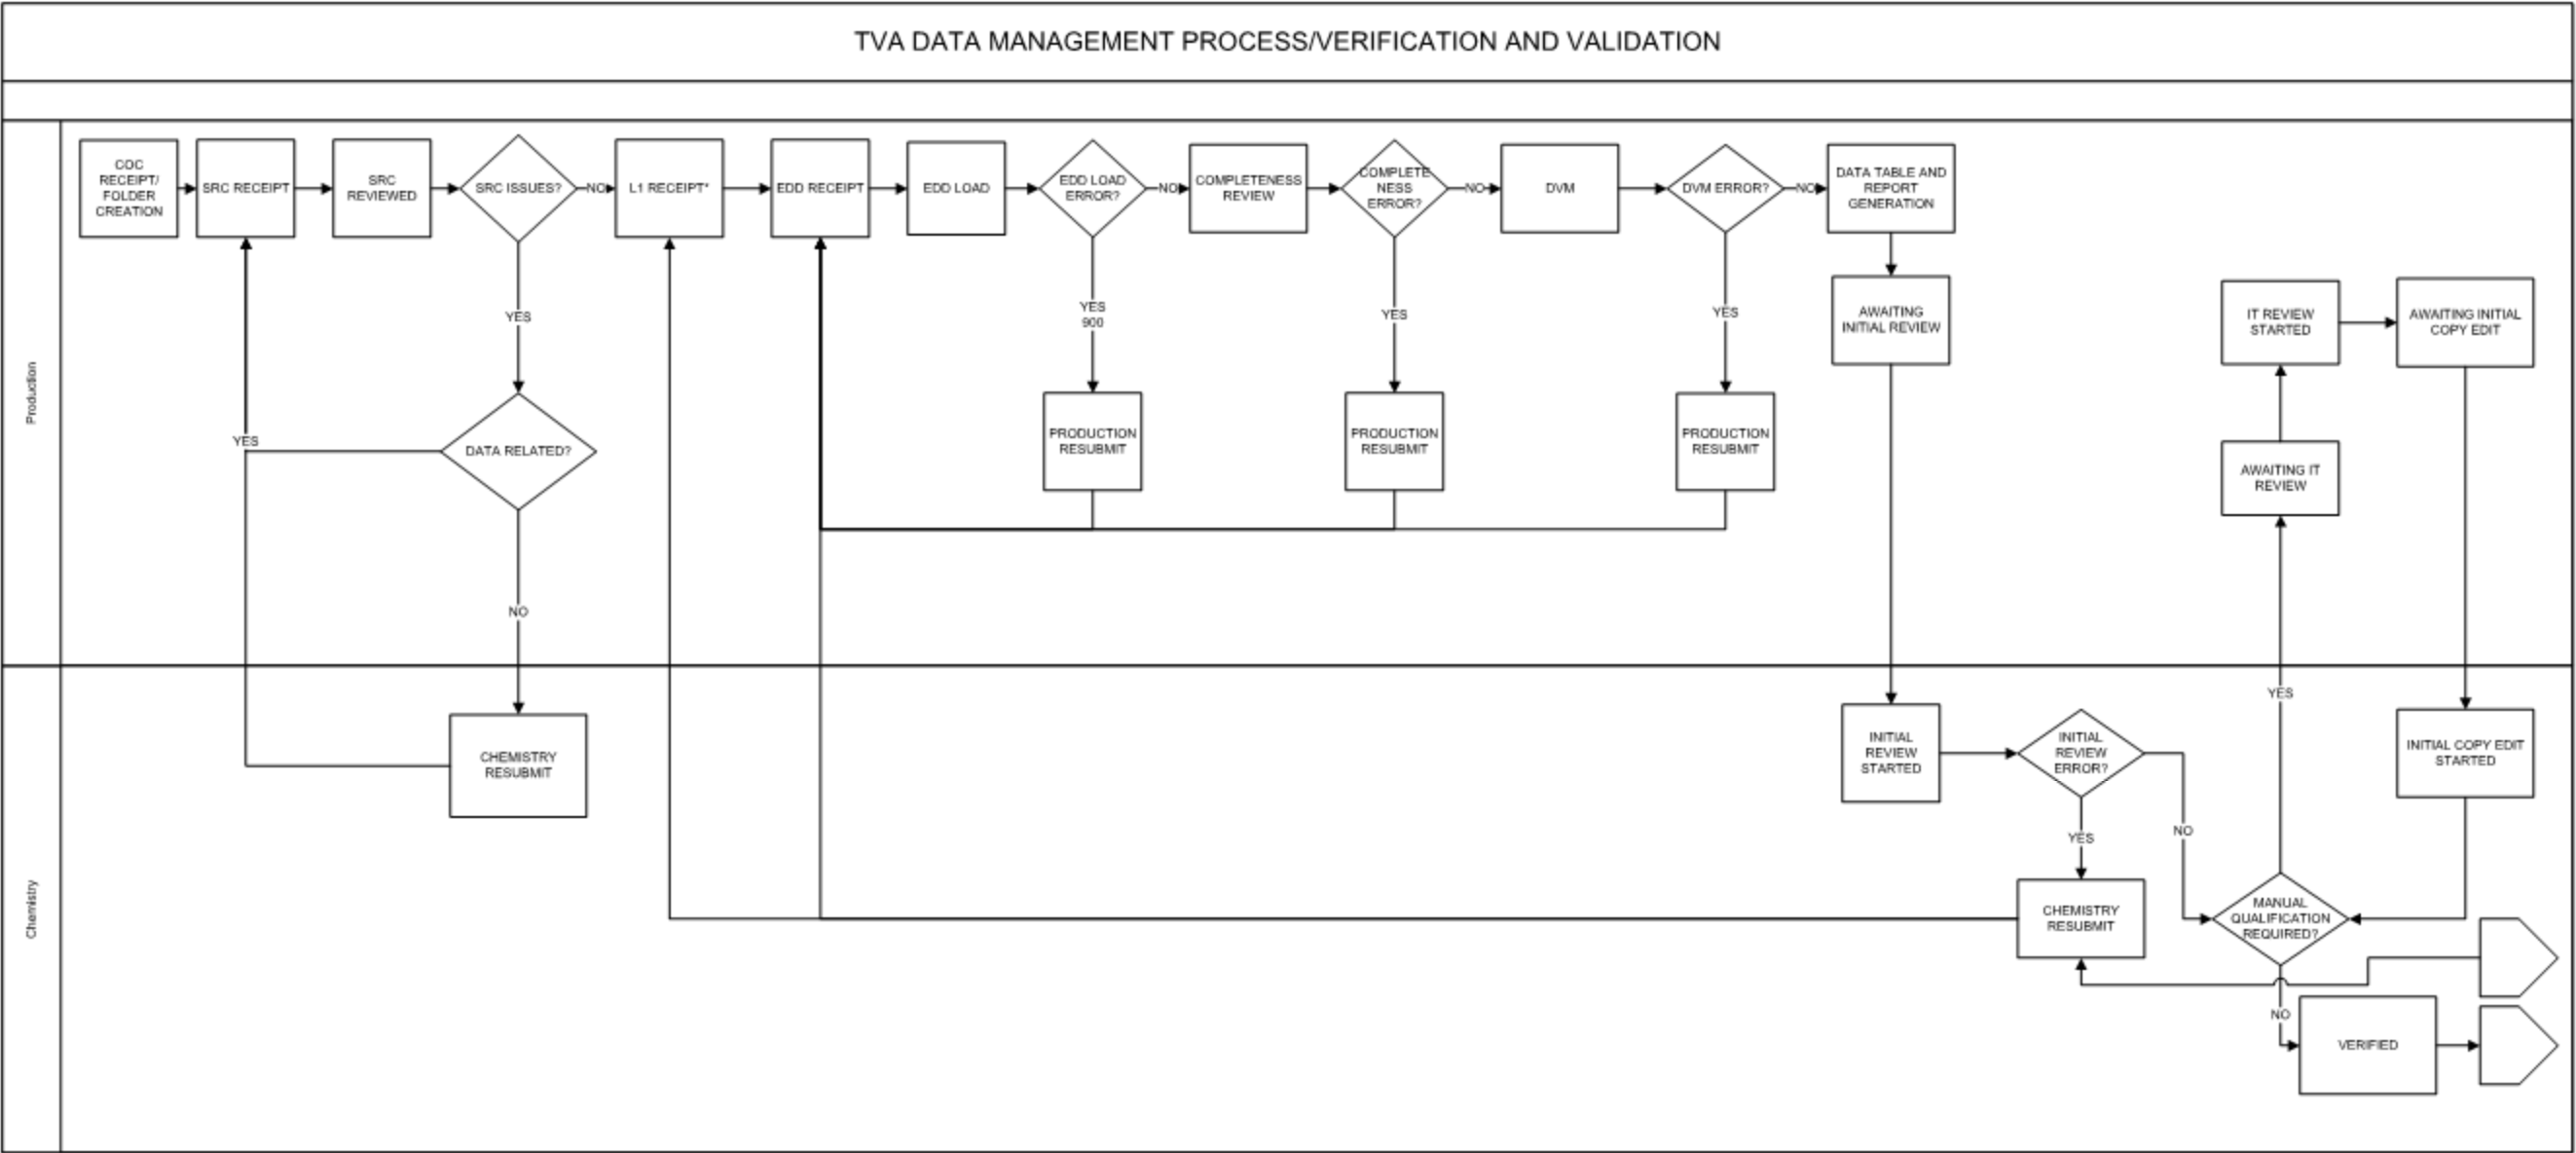 TVA DATA MANAGEMENT PROCESS/VERIFICATION AND VALIDATION
Production
COC
RECEIPT/
FOLDER
CREATION
SRC RECEIPT
SRC
REVIEWED
SRC ISSUES?
NO
L1 RECEIPT*
EDD RECEIPT
EDD LOAD
EDD LOAD
ERROR?
NO
COMPLETENESS
REVIEW
COMPLETE
NESS
ERROR?
NO
DVM
DVM ERROR?
NO
DATA TABLE AND
REPORT
GENERATION
YES
YES
900
YES
YES
AWAITING
INITIAL REVIEW
IT REVIEW
STARTED
AWAITING INITIAL
COPY EDIT
YES
DATA RELATED?
PRODUCTION
RESUBMIT
PRODUCTION
RESUBMIT
PRODUCTION
RESUBMIT
AWAITING IT
REVIEW
NO
Chemistry
YES
CHEMISTRY
RESUBMIT
INITIAL
REVIEW
STARTED
INITIAL
REVIEW
ERROR?
INITIAL COPY EDIT
STARTED
YES
NO
CHEMISTRY
RESUBMIT
MANUAL
QUALIFICATION
REQUIRED?
NO
VERIFIED